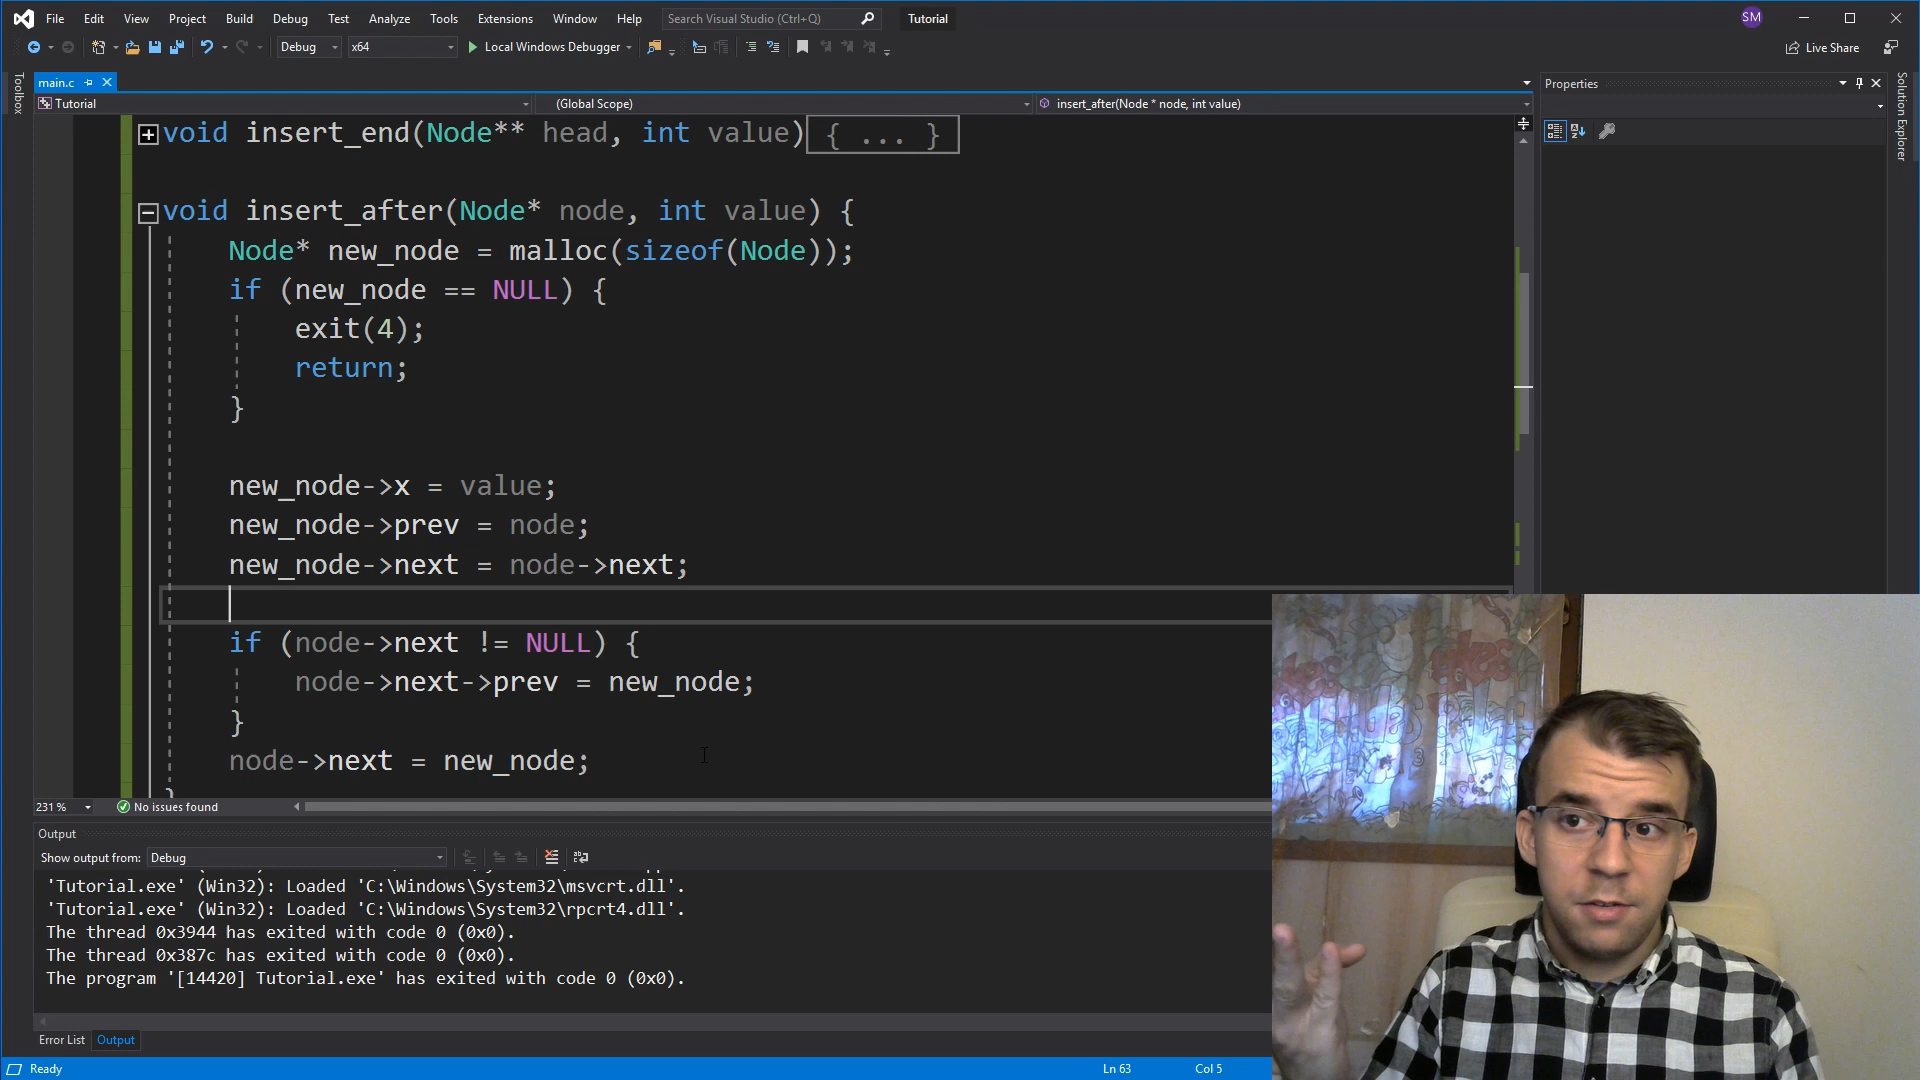 File Edit View Project Build Debug Test Analyze Tools Extensions Window Help Search Visual Studio (Ctrl+Q) Tutorial SM
Debug x64 Local Windows Debugger Live Share
Toolbox
main.c
Properties
Solution Explorer
Tutorial (Global Scope) insert_after(Node * node, int value)
void insert_end(Node** head, int value) { ... }
void insert_after(Node* node, int value) {
Node* new_node = malloc(sizeof(Node));
if (new_node == NULL) {
exit(4);
return;
}
new_node->x = value;
new_node->prev = node;
new_node->next = node->next;
if (node->next != NULL) {
node->next->prev = new_node;
}
node->next = new_node;
}
231 % No issues found
Output
Show output from: Debug
'Tutorial.exe' (Win32): Loaded 'C:\Windows\System32\msvcrt.dll'.
'Tutorial.exe' (Win32): Loaded 'C:\Windows\System32\rpcrt4.dll'.
The thread 0x3944 has exited with code 0 (0x0).
The thread 0x387c has exited with code 0 (0x0).
The program '[14420] Tutorial.exe' has exited with code 0 (0x0).
Error List Output
Ready Ln 63 Col 5